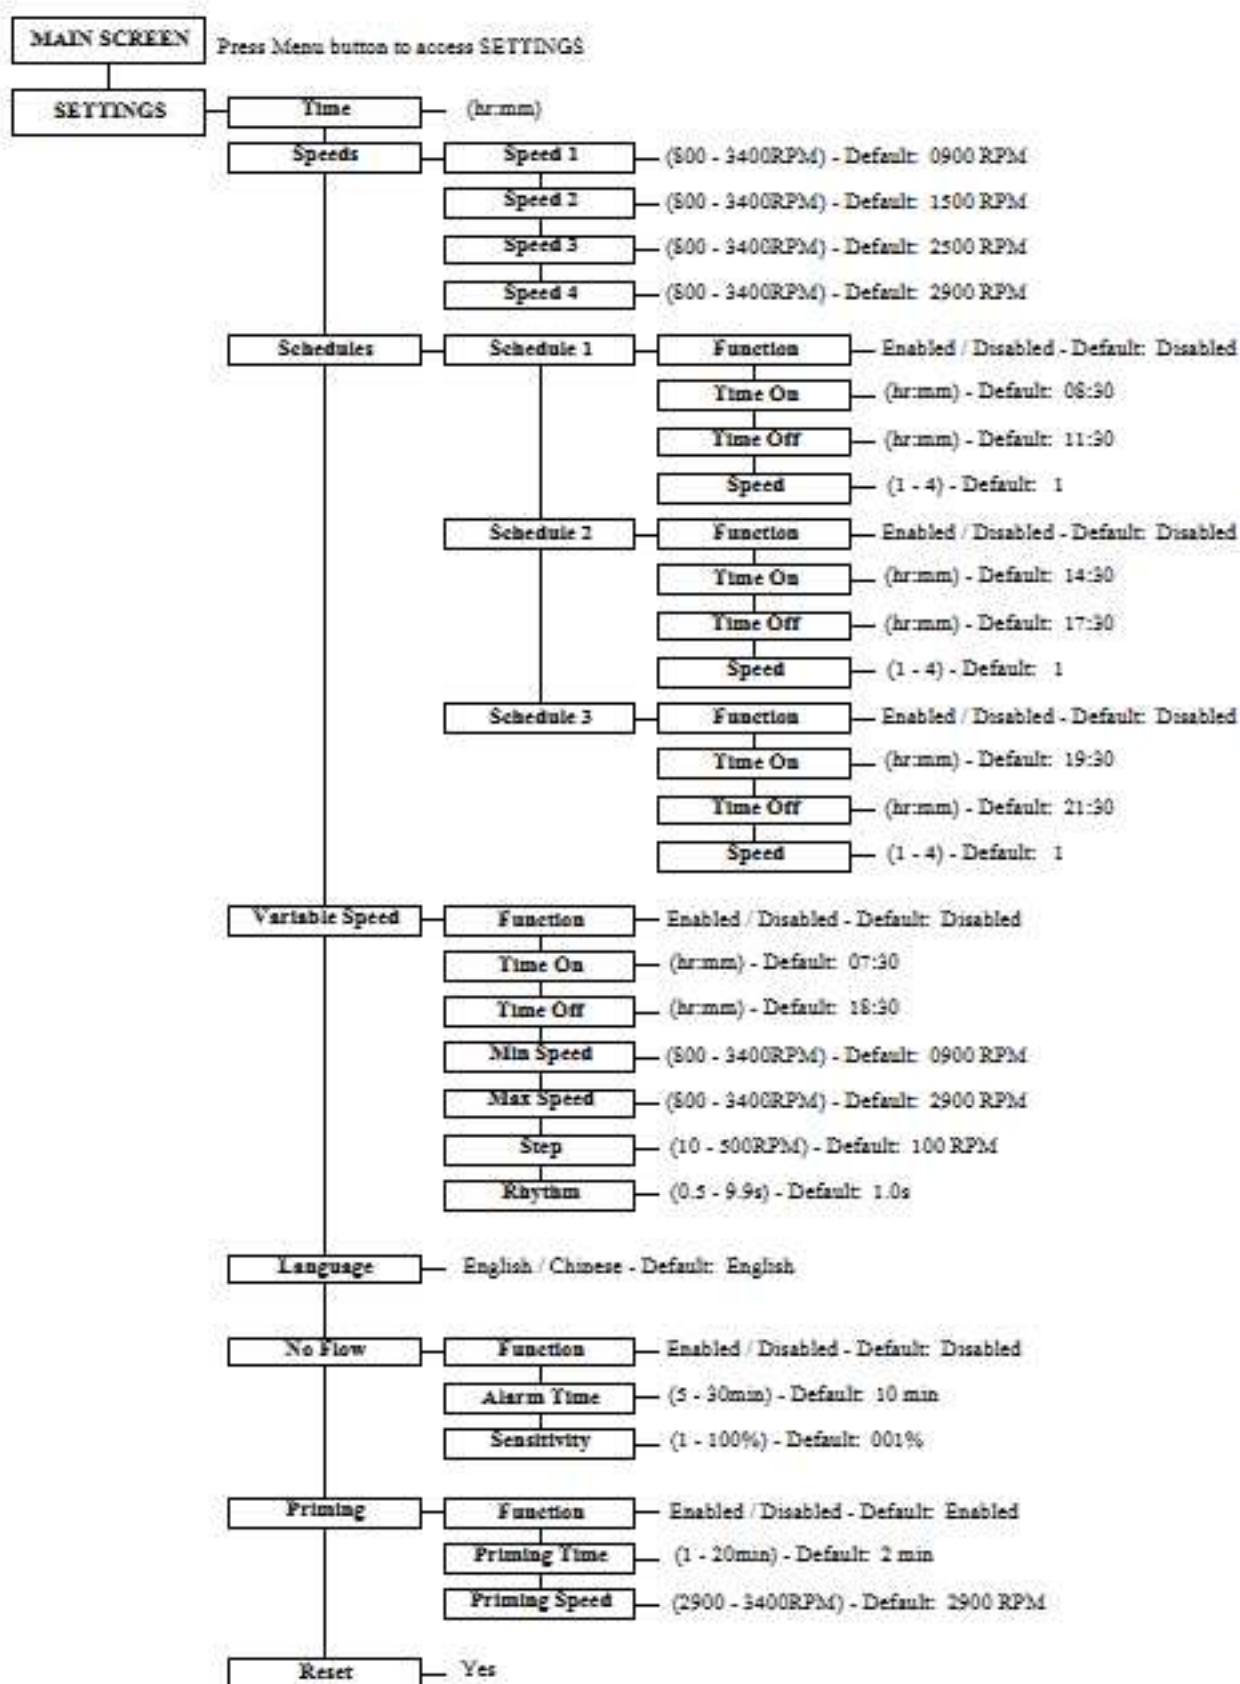 MAIN SCREEN Press Menu button to access SETTINGS
SETTINGS Time (hr:mm)
Speeds Speed 1 (800 - 3400RPM) - Default: 0900 RPM
Speed 2 (800 - 3400RPM) - Default: 1500 RPM
Speed 3 (800 - 3400RPM) - Default: 2500 RPM
Speed 4 (800 - 3400RPM) - Default: 2900 RPM
Schedules Schedule 1 Function Enabled / Disabled - Default: Disabled
Time On (hr:mm) - Default: 08:30
Time Off (hr:mm) - Default: 11:30
Speed (1 - 4) - Default: 1
Schedule 2 Function Enabled / Disabled - Default: Disabled
Time On (hr:mm) - Default: 14:30
Time Off (hr:mm) - Default: 17:30
Speed (1 - 4) - Default: 1
Schedule 3 Function Enabled / Disabled - Default: Disabled
Time On (hr:mm) - Default: 19:30
Time Off (hr:mm) - Default: 21:30
Speed (1 - 4) - Default: 1
Variable Speed Function Enabled / Disabled - Default: Disabled
Time On (hr:mm) - Default: 07:30
Time Off (hr:mm) - Default: 18:30
Min Speed (800 - 3400RPM) - Default: 0900 RPM
Max Speed (800 - 3400RPM) - Default: 2900 RPM
Step (10 - 500RPM) - Default: 100 RPM
Rhythm (0.5 - 9.9s) - Default: 1.0s
Language English / Chinese - Default: English
No Flow Function Enabled / Disabled - Default: Disabled
Alarm Time (5 - 30min) - Default: 10 min
Sensitivity (1 - 100%) - Default: 001%
Priming Function Enabled / Disabled - Default: Enabled
Priming Time (1 - 20min) - Default: 2 min
Priming Speed (2900 - 3400RPM) - Default: 2900 RPM
Reset Yes